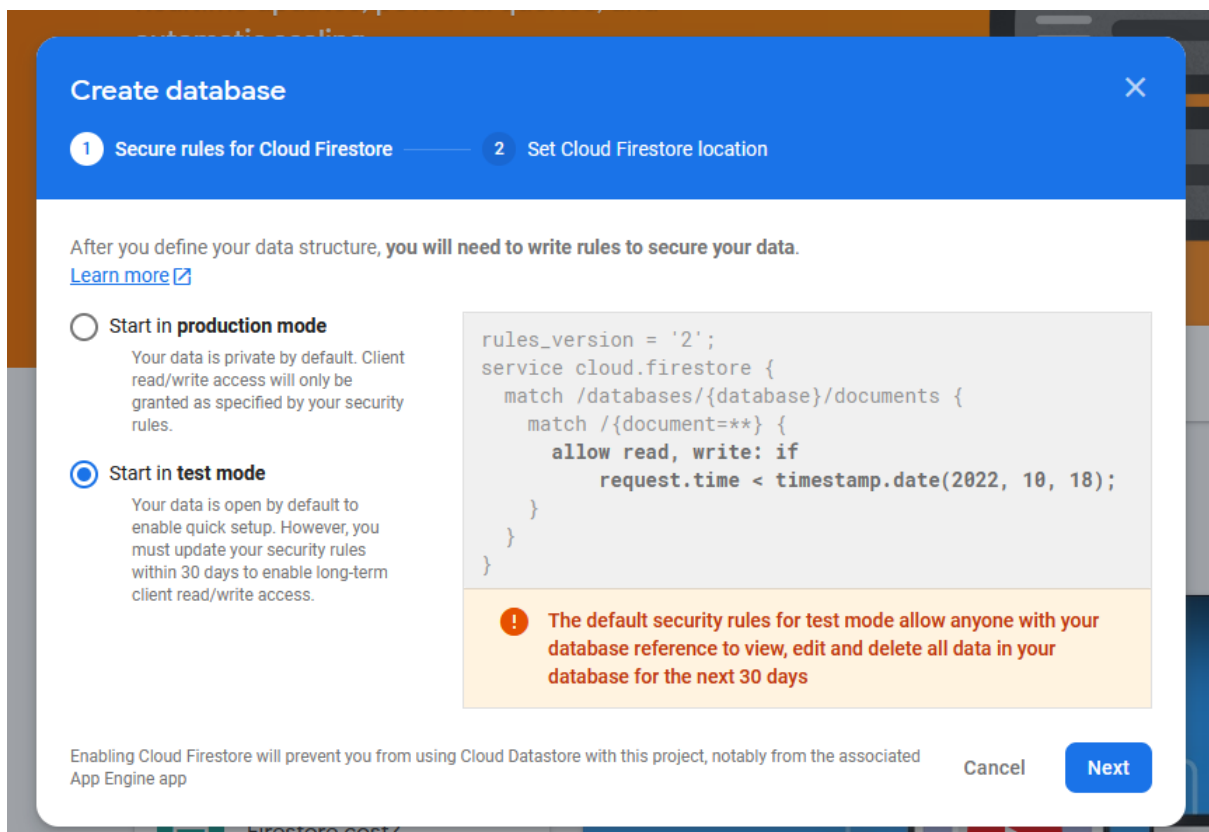 automatic scaling
Create database
1 Secure rules for Cloud Firestore 2 Set Cloud Firestore location
After you define your data structure, you will need to write rules to secure your data.
Learn more
Start in production mode
Your data is private by default. Client
read/write access will only be
granted as specified by your security
rules.
Start in test mode
Your data is open by default to
enable quick setup. However, you
must update your security rules
within 30 days to enable long-term
client read/write access.
rules_version = '2';
service cloud.firestore {
match /databases/{database}/documents {
match /{document=**} {
allow read, write: if
request.time < timestamp.date(2022, 10, 18);
}
}
}
The default security rules for test mode allow anyone with your
database reference to view, edit and delete all data in your
database for the next 30 days
Enabling Cloud Firestore will prevent you from using Cloud Datastore with this project, notably from the associated
App Engine app
Cancel Next
Firestore cost?